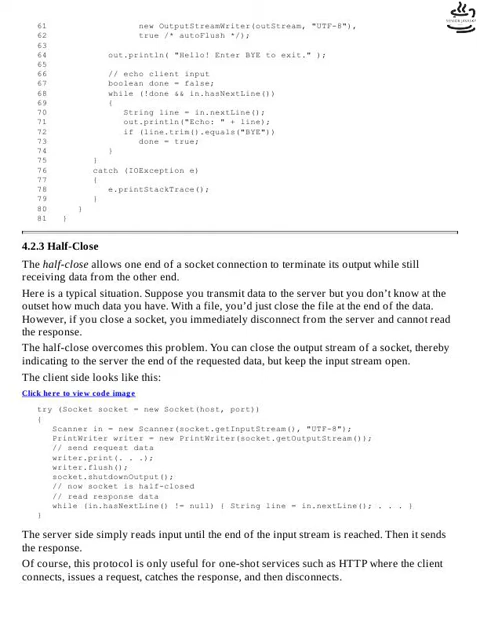 61 new OutputStreamWriter(outStream, "UTF-8"),
62 true /* autoFlush */);
63
64 out.println( "Hello! Enter BYE to exit." );
65
66 // echo client input
67 boolean done = false;
68 while (!done && in.hasNextLine())
69 {
70 String line = in.nextLine();
71 out.println("Echo: " + line);
72 if (line.trim().equals("BYE"))
73 done = true;
74 }
75 }
76 catch (IOException e)
77 {
78 e.printStackTrace();
79 }
80 }
81 }
4.2.3 Half-Close
The half-close allows one end of a socket connection to terminate its output while still
receiving data from the other end.
Here is a typical situation. Suppose you transmit data to the server but you don't know at the
outset how much data you have. With a file, you'd just close the file at the end of the data.
However, if you close a socket, you immediately disconnect from the server and cannot read
the response.
The half-close overcomes this problem. You can close the output stream of a socket, thereby
indicating to the server the end of the requested data, but keep the input stream open.
The client side looks like this:
Click here to view code image
try (Socket socket = new Socket(host, port))
{
Scanner in = new Scanner(socket.getInputStream(), "UTF-8");
PrintWriter writer = new PrintWriter(socket.getOutputStream());
// send request data
writer.print(. . .);
writer.flush();
socket.shutdownOutput();
// now socket is half-closed
// read response data
while (in.hasNextLine() != null) { String line = in.nextLine(); . . . }
}
The server side simply reads input until the end of the input stream is reached. Then it sends
the response.
Of course, this protocol is only useful for one-shot services such as HTTP where the client
connects, issues a request, catches the response, and then disconnects.